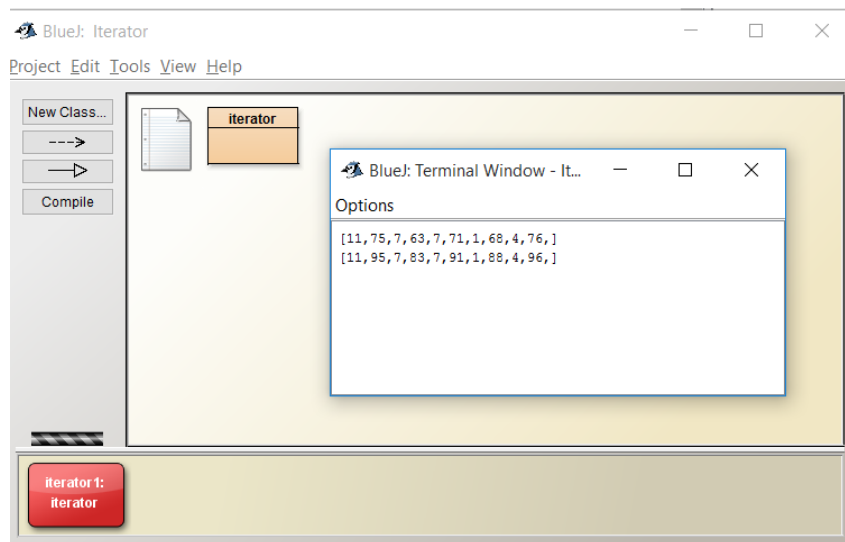 BlueJ: Iterator
Project Edit Tools View Help
New Class...
Compile
iterator
BlueJ: Terminal Window - It...
Options
[11,75,7,63,7,71,1,68,4,76,]
[11,95,7,83,7,91,1,88,4,96,]
iterator1:
iterator